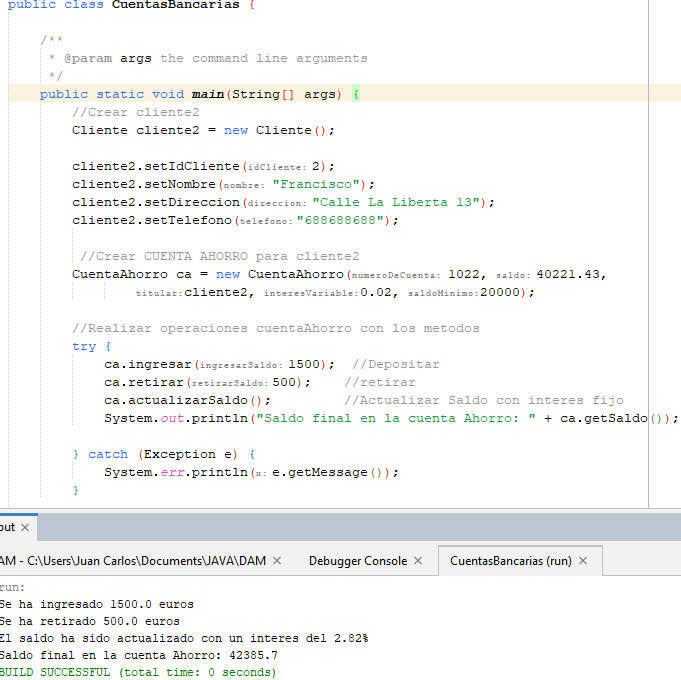 public class CuentasBancarias {
/**
* @param args the command line arguments
*/
public static void main(String[] args) {
//Crear cliente2
Cliente cliente2 = new Cliente();
cliente2.setIdCliente(idCliente: 2);
cliente2.setNombre(nombre: "Francisco");
cliente2.setDireccion(direccion: "Calle La Liberta 13");
cliente2.setTelefono(telefono: "688688688");
//Crear CUENTA AHORRO para cliente2
CuentaAhorro ca = new CuentaAhorro(numeroDeCuenta: 1022, saldo: 40221.43,
titular: cliente2, interesVariable: 0.02, saldoMinimo: 20000);
//Realizar operaciones cuentaAhorro con los metodos
try {
ca.ingresar(ingresarSaldo: 1500); //Depositar
ca.retirar(retirarSaldo: 500); //retirar
ca.actualizarSaldo(); //Actualizar Saldo con interes fijo
System.out.println("Saldo final en la cuenta Ahorro: " + ca.getSaldo());
} catch (Exception e) {
System.err.println(x: e.getMessage());
}
out ×
AM - C:\Users\Juan Carlos\Documents\JAVA\DAM × Debugger Console × CuentasBancarias (run) ×
run:
Se ha ingresado 1500.0 euros
Se ha retirado 500.0 euros
El saldo ha sido actualizado con un interes del 2.82%
Saldo final en la cuenta Ahorro: 42385.7
BUILD SUCCESSFUL (total time: 0 seconds)